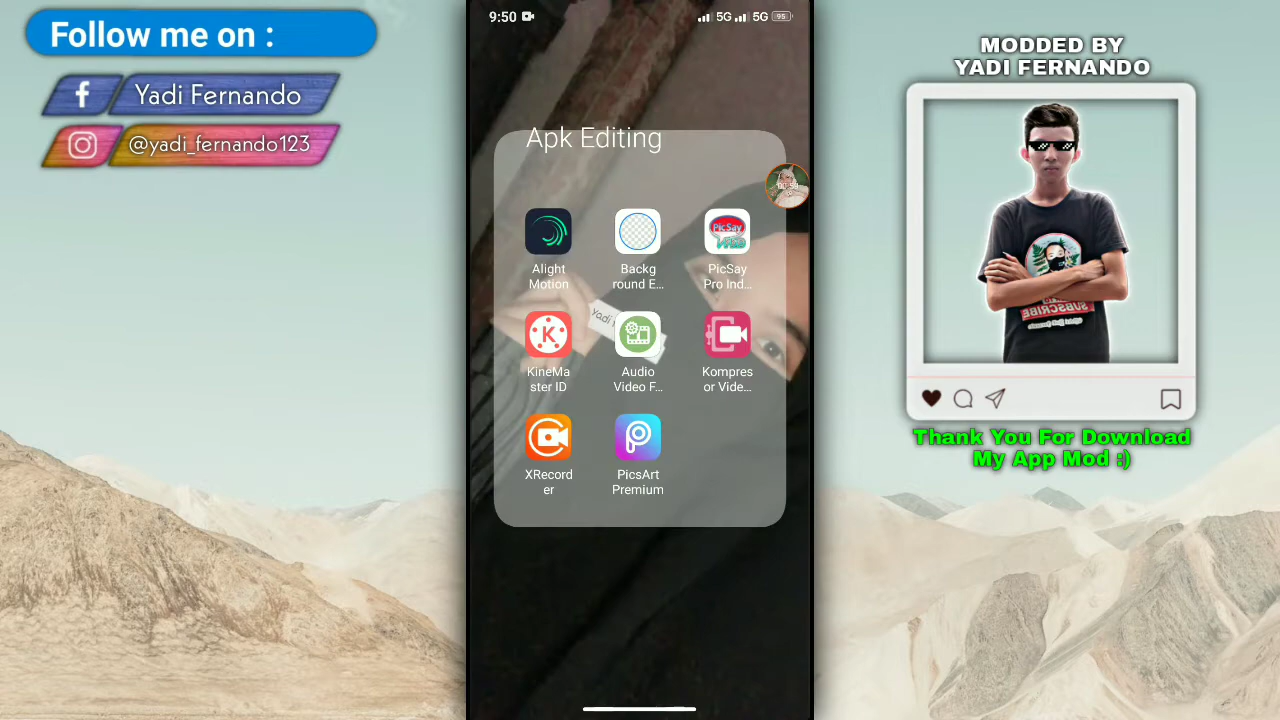 Follow me on :
Yadi Fernando
@yadi_fernando123
9:50
5G 5G 95
Apk Editing
Alight
Motion
Backg
round E...
PicSay
Pro Ind...
KineMa
ster ID
Audio
Video F...
Kompres
or Vide...
XRecord
er
PicsArt
Premium
MODDED BY
YADI FERNANDO
SUBSCRIBE
Thank You For Download
My App Mod :)